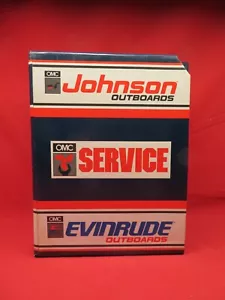 OMC
Johnson
OUTBOARDS
OMC
SERVICE
OMC
EVINRUDE
OUTBOARDS